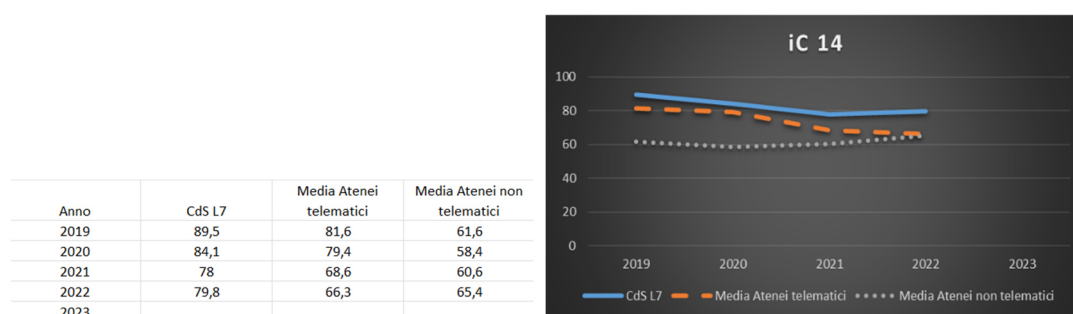 Anno CdS L7 Media Atenei telematici Media Atenei non telematici
2019 89,5 81,6 61,6
2020 84,1 79,4 58,4
2021 78 68,6 60,6
2022 79,8 66,3 65,4
2023
iC 14
100
80
60
40
20
0
2019 2020 2021 2022 2023
CdS L7 Media Atenei telematici Media Atenei non telematici